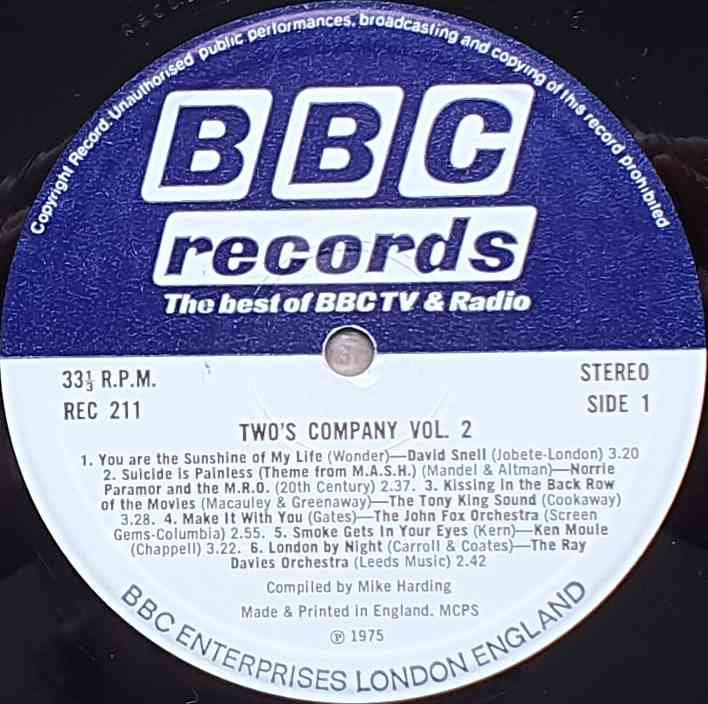 Copyright Record. Unauthorised public performances, broadcasting and copying of this record prohibited
BBC
records
The best of BBC TV & Radio
33⅓ R.P.M.
STEREO
REC 211
SIDE 1
TWO'S COMPANY VOL. 2
1. You are the Sunshine of My Life (Wonder)—David Snell (Jobete-London) 3.20
2. Suicide is Painless (Theme from M.A.S.H.) (Mandel & Altman)—Norrie
Paramor and the M.R.O. (20th Century) 2.37. 3. Kissing in the Back Row
of the Movies (Macauley & Greenaway)—The Tony King Sound (Cookaway)
3.28. 4. Make It With You (Gates)—The John Fox Orchestra (Screen
Gems-Columbia) 2.55. 5. Smoke Gets In Your Eyes (Kern)—Ken Moule
(Chappell) 3.22. 6. London by Night (Carroll & Coates)—The Ray
Davies Orchestra (Leeds Music) 2.42
Compiled by Mike Harding
Made & Printed in England. MCPS
℗ 1975
BBC ENTERPRISES LONDON ENGLAND